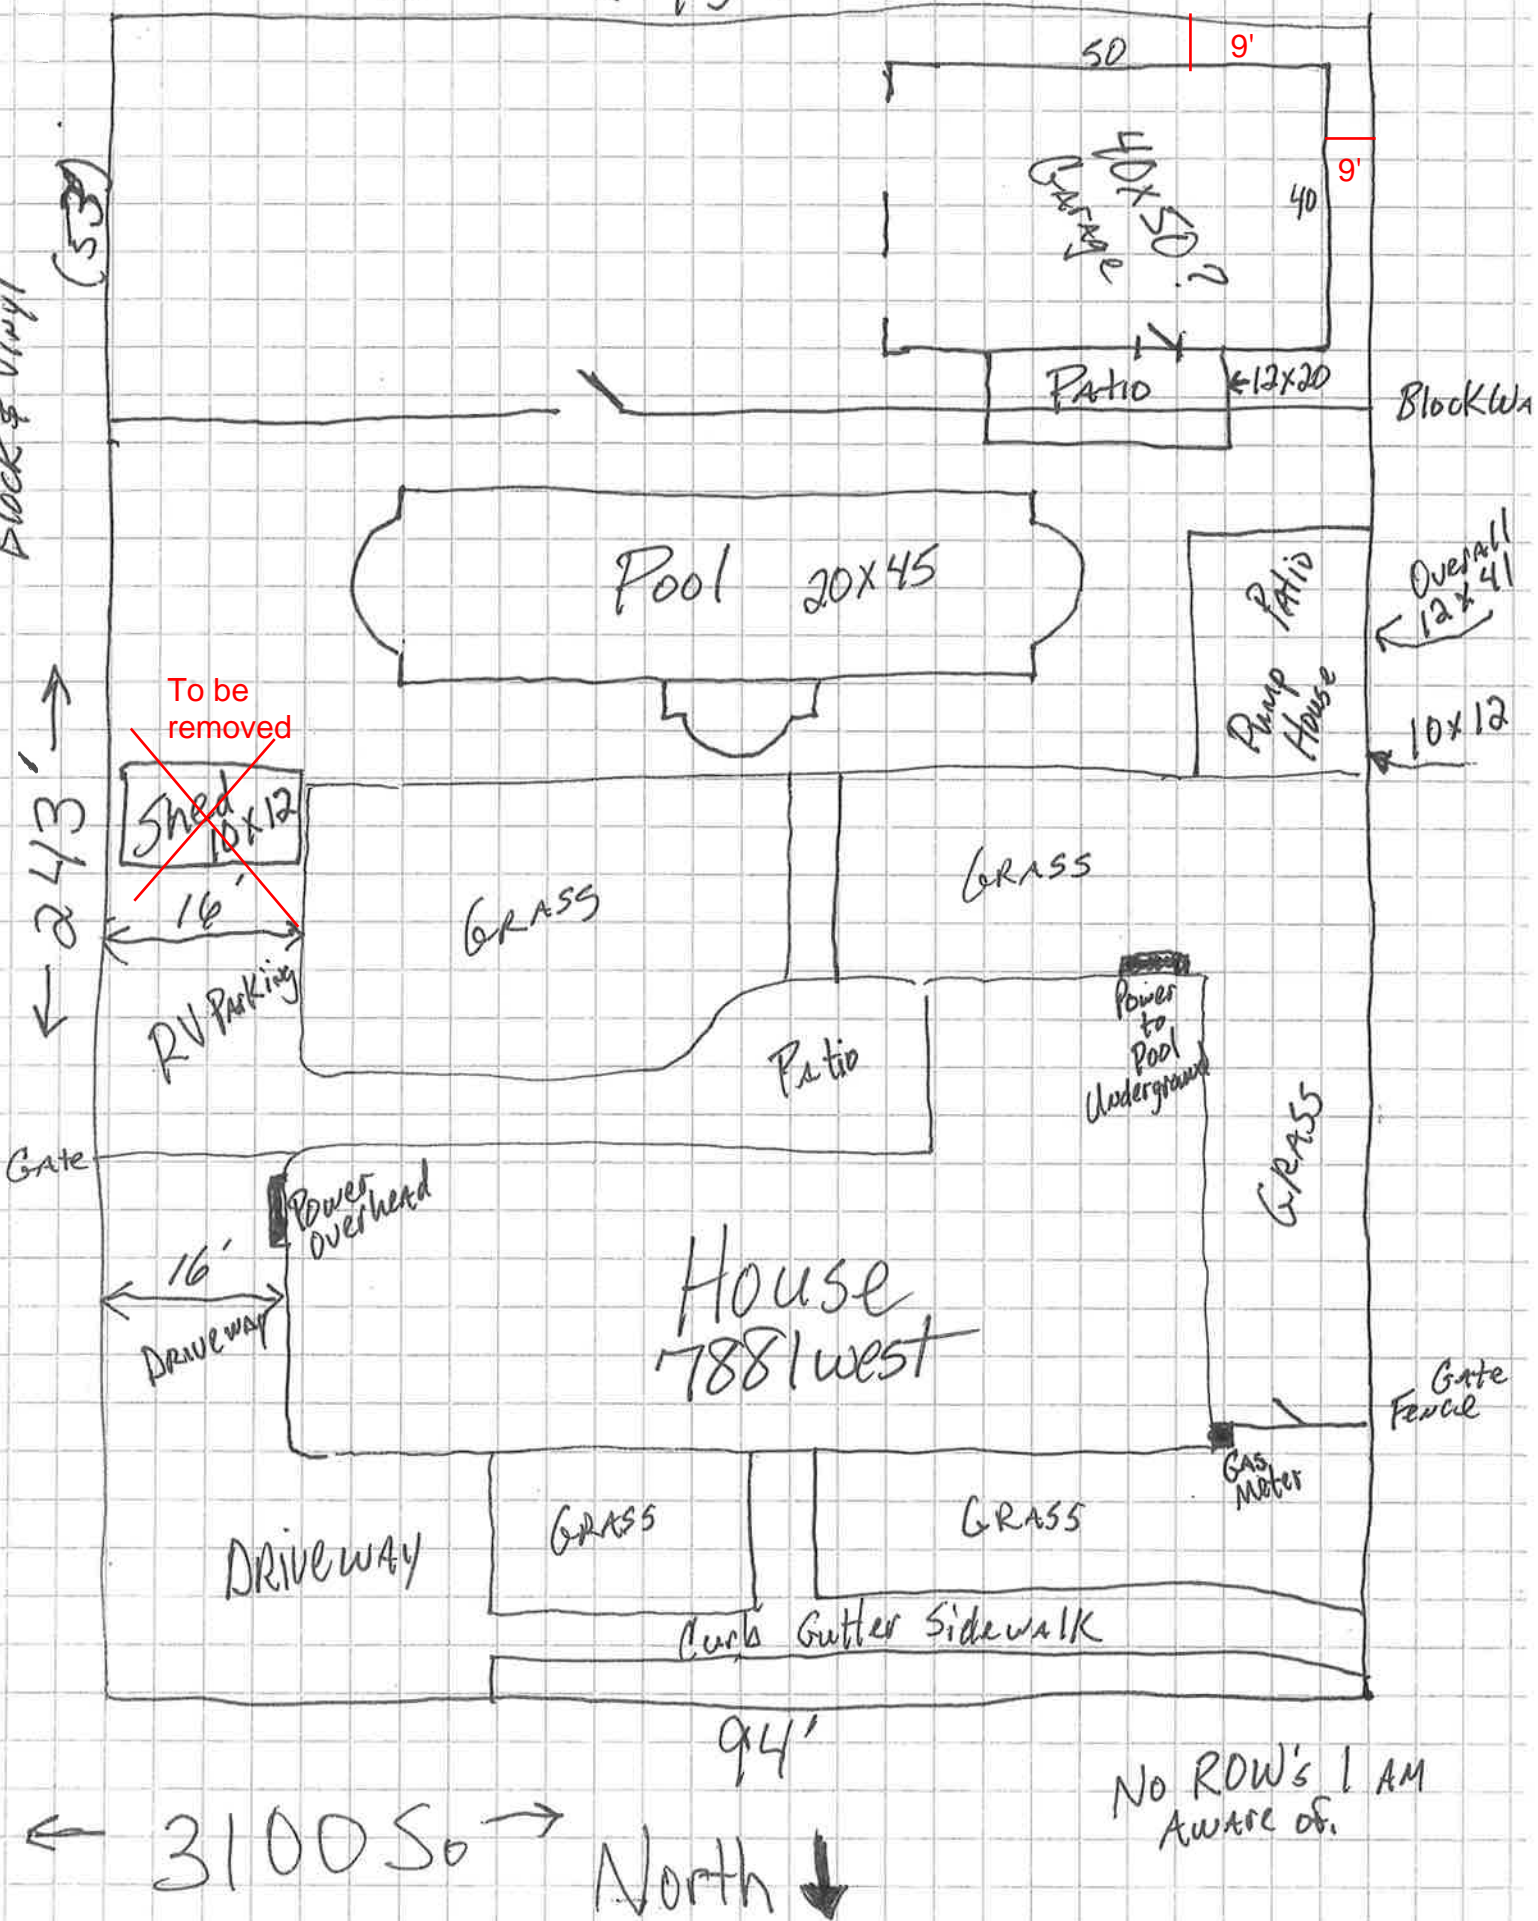 50
9'
9'
40x50?
Garage
40
(53')
Block & Vinyl
Patio
←12x20
Pool 20x45
Patio
Overall
12x41
Pump
House
10x12
To be
removed
Shed
10x12
← 243' →
16'
Grass
Grass
RV Parking
Patio
Power
to
Pool
Underground
Grass
Gate
Power
overhead
16'
Driveway
House
7881 west
Gate
Fence
Gas
Meter
Grass
Grass
Driveway
Curb Gutter Sidewalk
94'
No ROW's I AM
Aware of.
← 3100 So →
North ↓